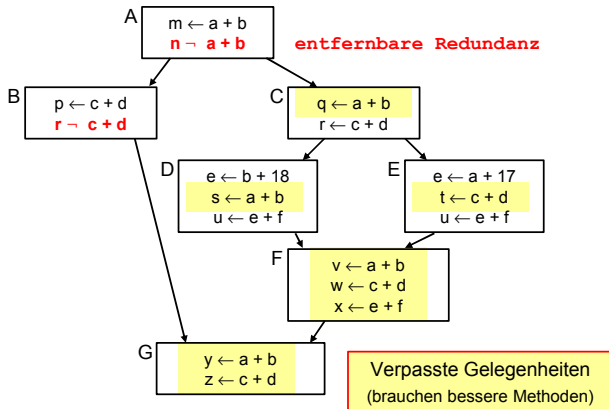 A
m ← a + b
n ¬ a + b
entfernbare Redundanz
B
p ← c + d
r ¬ c + d
C
q ← a + b
r ← c + d
D
e ← b + 18
s ← a + b
u ← e + f
E
e ← a + 17
t ← c + d
u ← e + f
F
v ← a + b
w ← c + d
x ← e + f
G
y ← a + b
z ← c + d
Verpasste Gelegenheiten
(brauchen bessere Methoden)